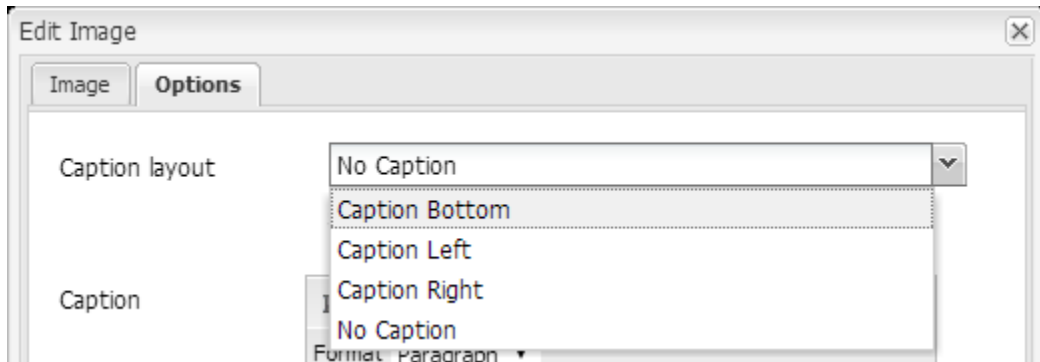 Edit Image
Image Options
Caption layout No Caption
Caption Bottom
Caption Left
Caption Right
Caption
No Caption
Format Paragraph